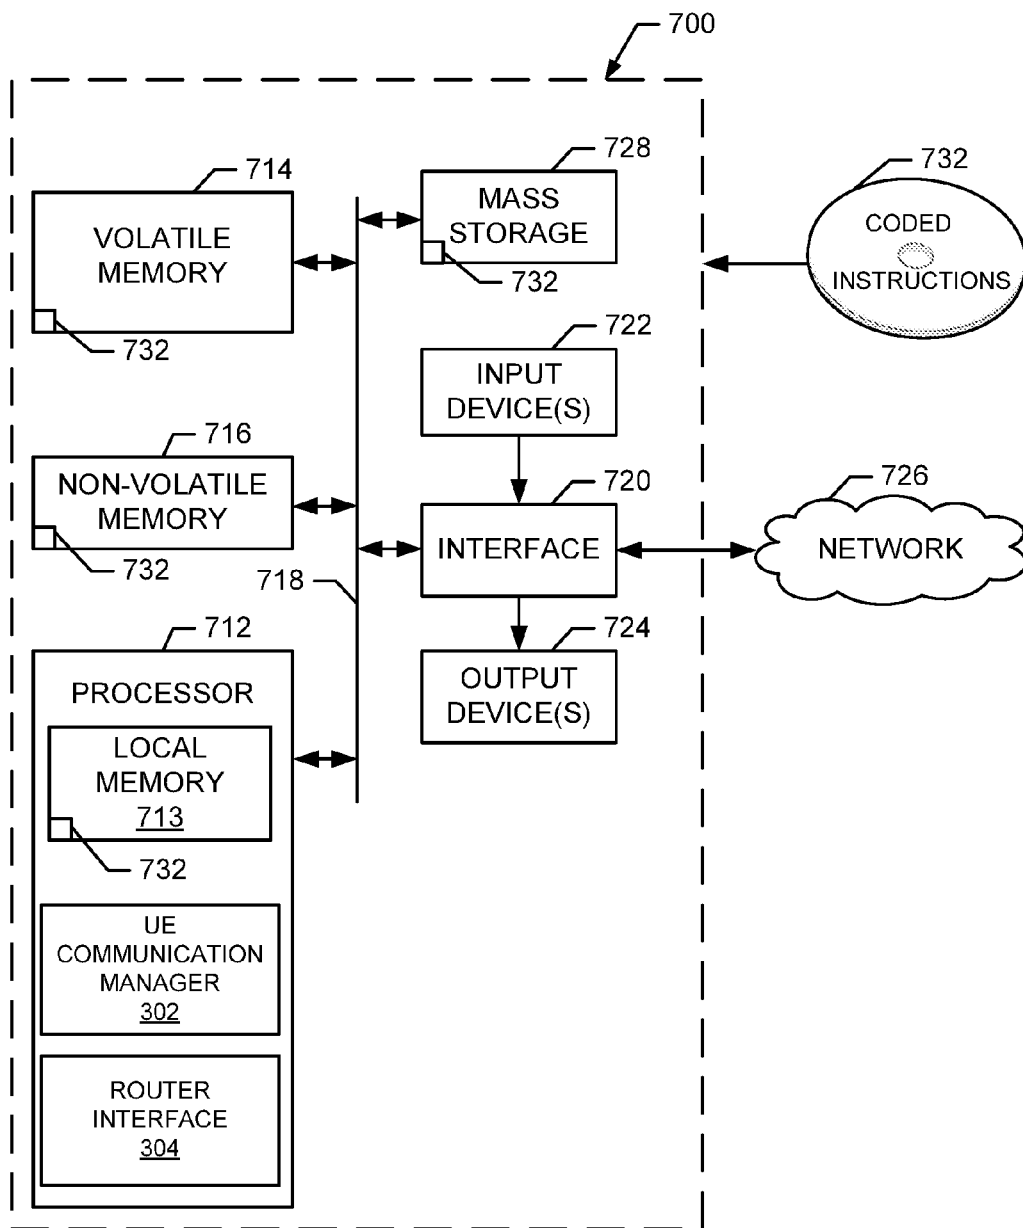 700
714
VOLATILE
MEMORY
732
728
MASS
STORAGE
732
732
CODED
INSTRUCTIONS
722
INPUT
DEVICE(S)
716
NON-VOLATILE
MEMORY
732
718
720
INTERFACE
726
NETWORK
712
PROCESSOR
LOCAL
MEMORY
713
732
724
OUTPUT
DEVICE(S)
UE
COMMUNICATION
MANAGER
302
ROUTER
INTERFACE
304